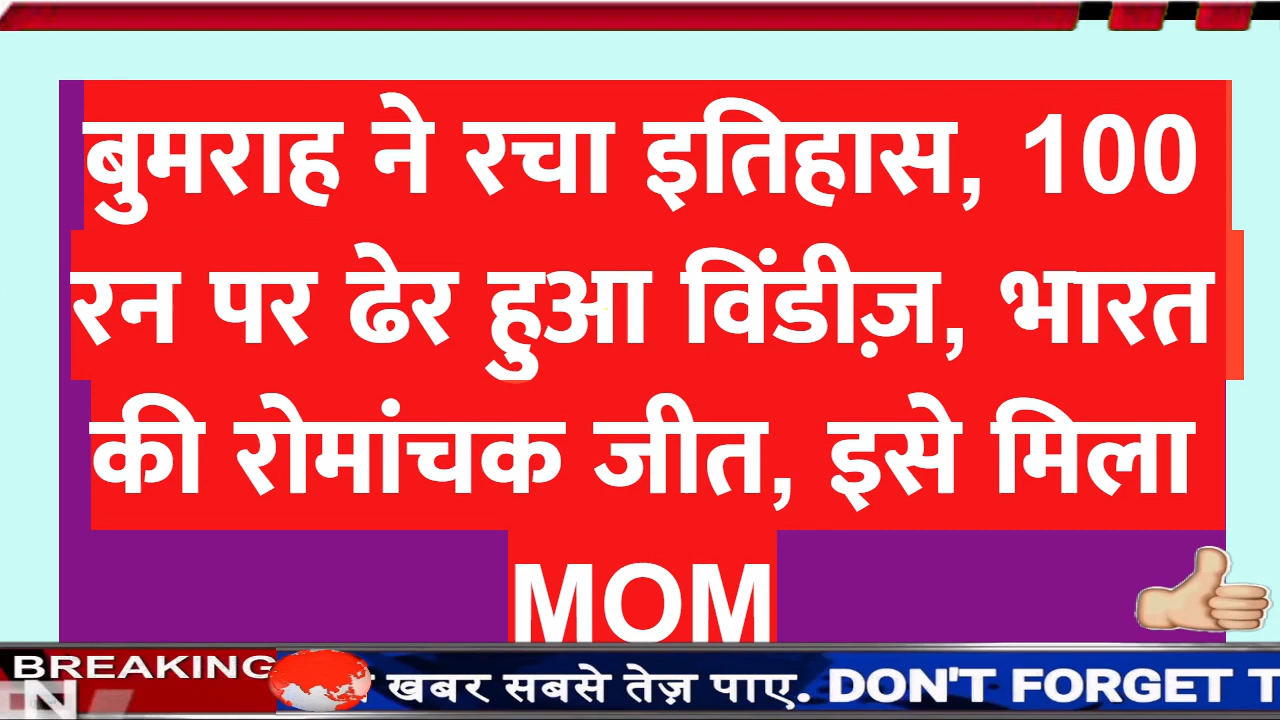 बुमराह ने रचा इतिहास, 100
रन पर ढेर हुआ विंडीज़, भारत
की रोमांचक जीत, इसे मिला
MOM
BREAKING
खबर सबसे तेज़ पाए. DON'T FORGET T